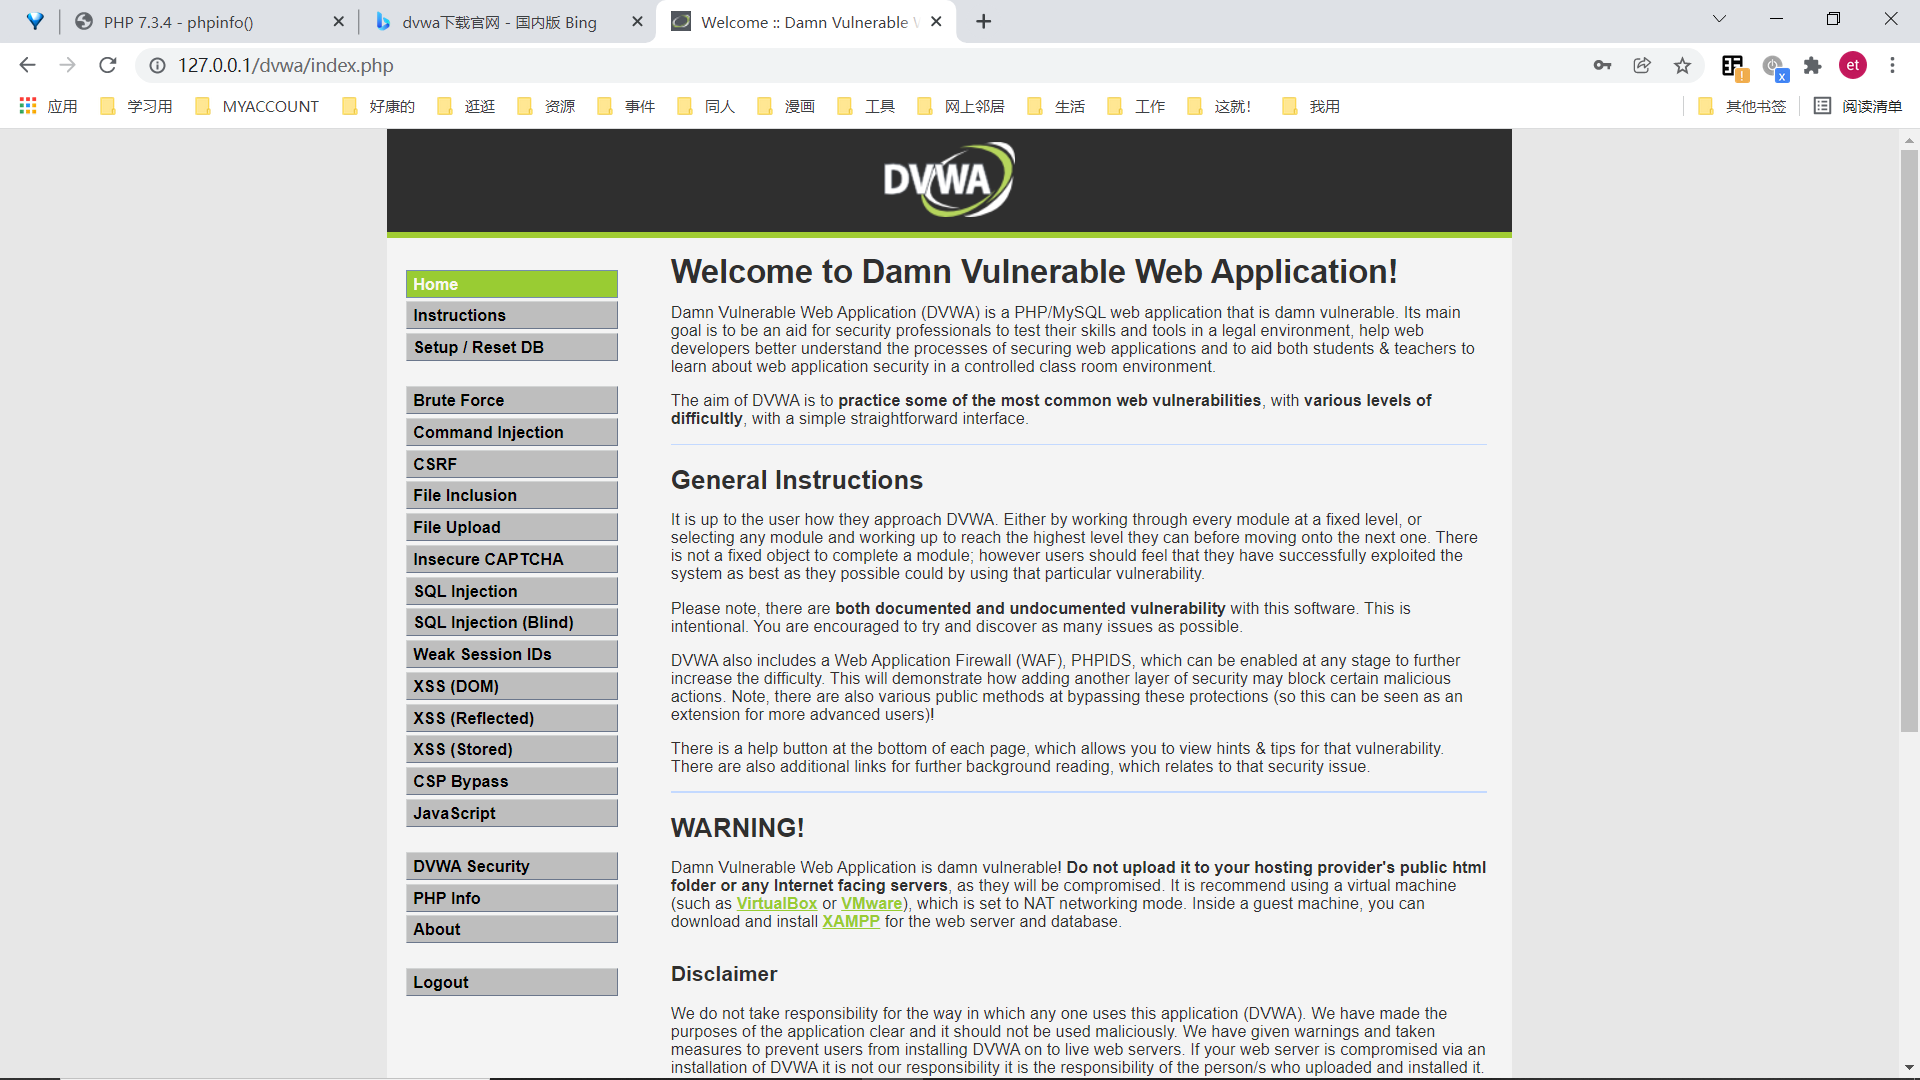 PHP 7.3.4 - phpinfo()
dvwa下载官网 - 国内版 Bing
Welcome :: Damn Vulnerable
127.0.0.1/dvwa/index.php
et
应用
学习用
MYACCOUNT
好康的
逛逛
资源
事件
同人
漫画
工具
网上邻居
生活
工作
这就!
我用
其他书签
阅读清单
DVWA
Home
Instructions
Setup / Reset DB
Brute Force
Command Injection
CSRF
File Inclusion
File Upload
Insecure CAPTCHA
SQL Injection
SQL Injection (Blind)
Weak Session IDs
XSS (DOM)
XSS (Reflected)
XSS (Stored)
CSP Bypass
JavaScript
DVWA Security
PHP Info
About
Logout
Welcome to Damn Vulnerable Web Application!
Damn Vulnerable Web Application (DVWA) is a PHP/MySQL web application that is damn vulnerable. Its main
goal is to be an aid for security professionals to test their skills and tools in a legal environment, help web
developers better understand the processes of securing web applications and to aid both students & teachers to
learn about web application security in a controlled class room environment.
The aim of DVWA is to practice some of the most common web vulnerabilities, with various levels of
difficultly, with a simple straightforward interface.
General Instructions
It is up to the user how they approach DVWA. Either by working through every module at a fixed level, or
selecting any module and working up to reach the highest level they can before moving onto the next one. There
is not a fixed object to complete a module; however users should feel that they have successfully exploited the
system as best as they possible could by using that particular vulnerability.
Please note, there are both documented and undocumented vulnerability with this software. This is
intentional. You are encouraged to try and discover as many issues as possible.
DVWA also includes a Web Application Firewall (WAF), PHPIDS, which can be enabled at any stage to further
increase the difficulty. This will demonstrate how adding another layer of security may block certain malicious
actions. Note, there are also various public methods at bypassing these protections (so this can be seen as an
extension for more advanced users)!
There is a help button at the bottom of each page, which allows you to view hints & tips for that vulnerability.
There are also additional links for further background reading, which relates to that security issue.
WARNING!
Damn Vulnerable Web Application is damn vulnerable! Do not upload it to your hosting provider's public html
folder or any Internet facing servers, as they will be compromised. It is recommend using a virtual machine
(such as VirtualBox or VMware), which is set to NAT networking mode. Inside a guest machine, you can
download and install XAMPP for the web server and database.
Disclaimer
We do not take responsibility for the way in which any one uses this application (DVWA). We have made the
purposes of the application clear and it should not be used maliciously. We have given warnings and taken
measures to prevent users from installing DVWA on to live web servers. If your web server is compromised via an
installation of DVWA it is not our responsibility it is the responsibility of the person/s who uploaded and installed it.